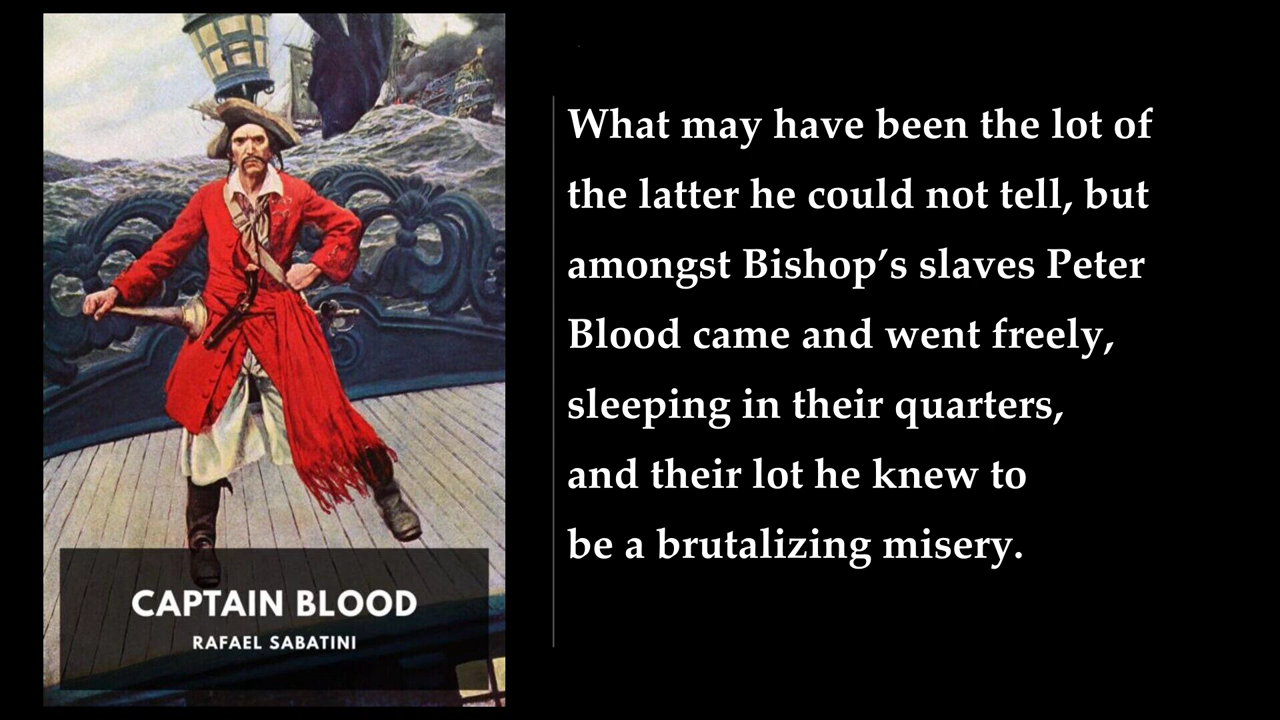 CAPTAIN BLOOD
RAFAEL SABATINI
What may have been the lot of
the latter he could not tell, but
amongst Bishop’s slaves Peter
Blood came and went freely,
sleeping in their quarters,
and their lot he knew to
be a brutalizing misery.